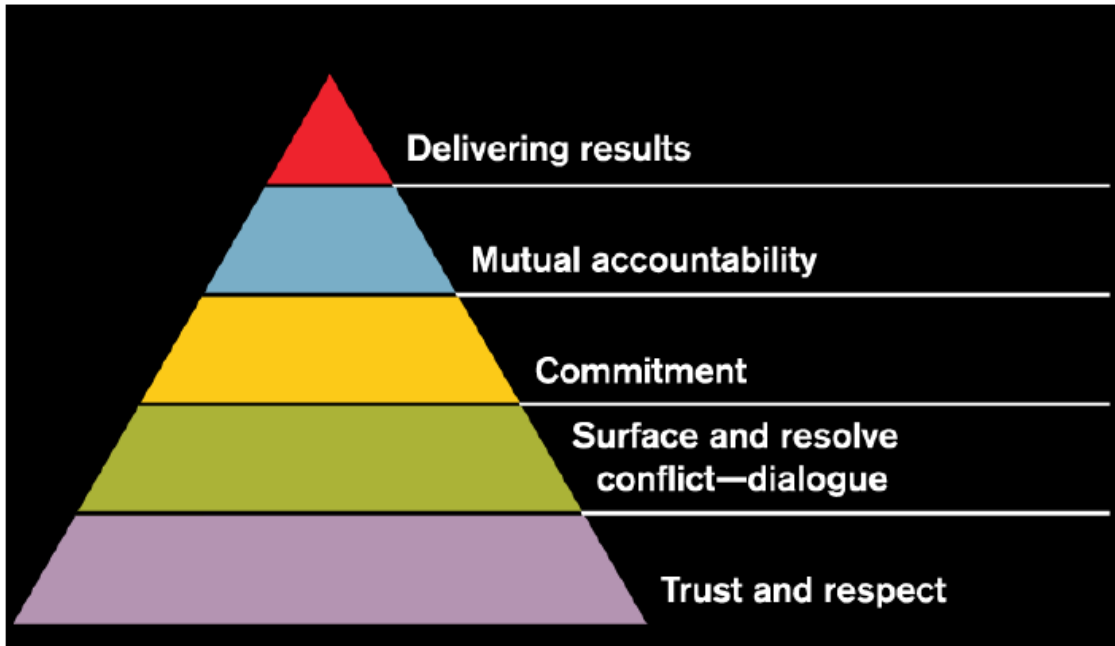 Delivering results
Mutual accountability
Commitment
Surface and resolve
conflict—dialogue
Trust and respect